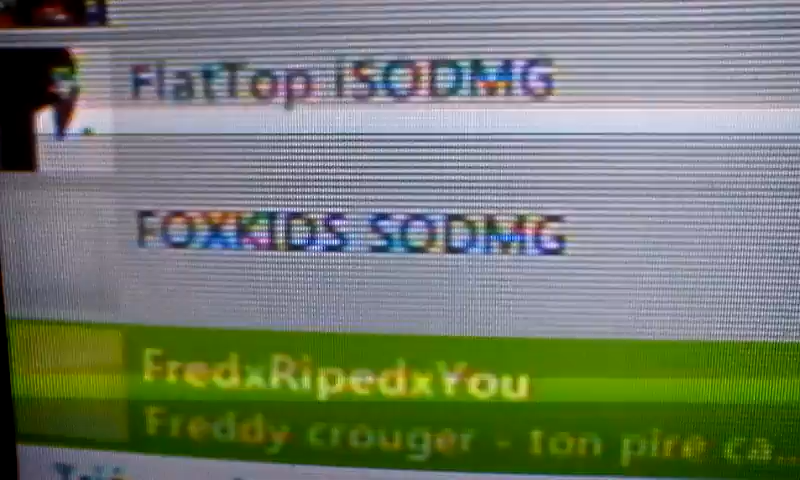 FlatTop iSODMG
FOXKIDS SODMG
FredxRipedxYou
Freddy crouger - ton pire ca...